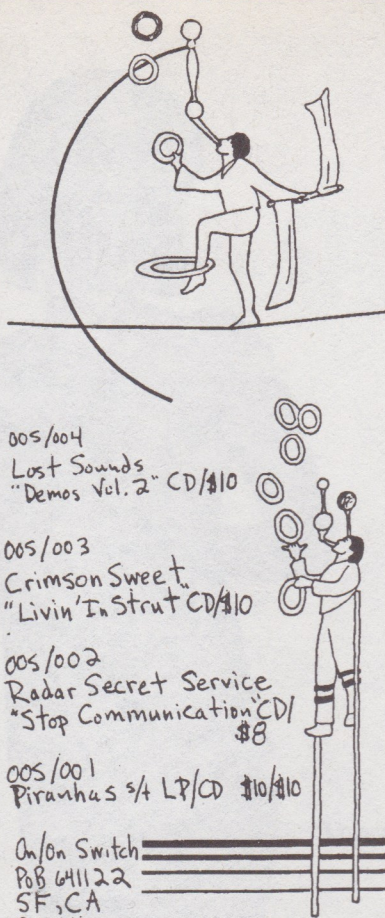 005/004
Lost Sounds
"Demos Vol. 2" CD/$10
005/003
Crimson Sweet
"Livin' In Strut" CD/$10
005/002
Radar Secret Service
"Stop Communication" CD/
$8
005/001
Piranhas s/t LP/CD $10/$10
On/On Switch
PoB 641122
SF, CA